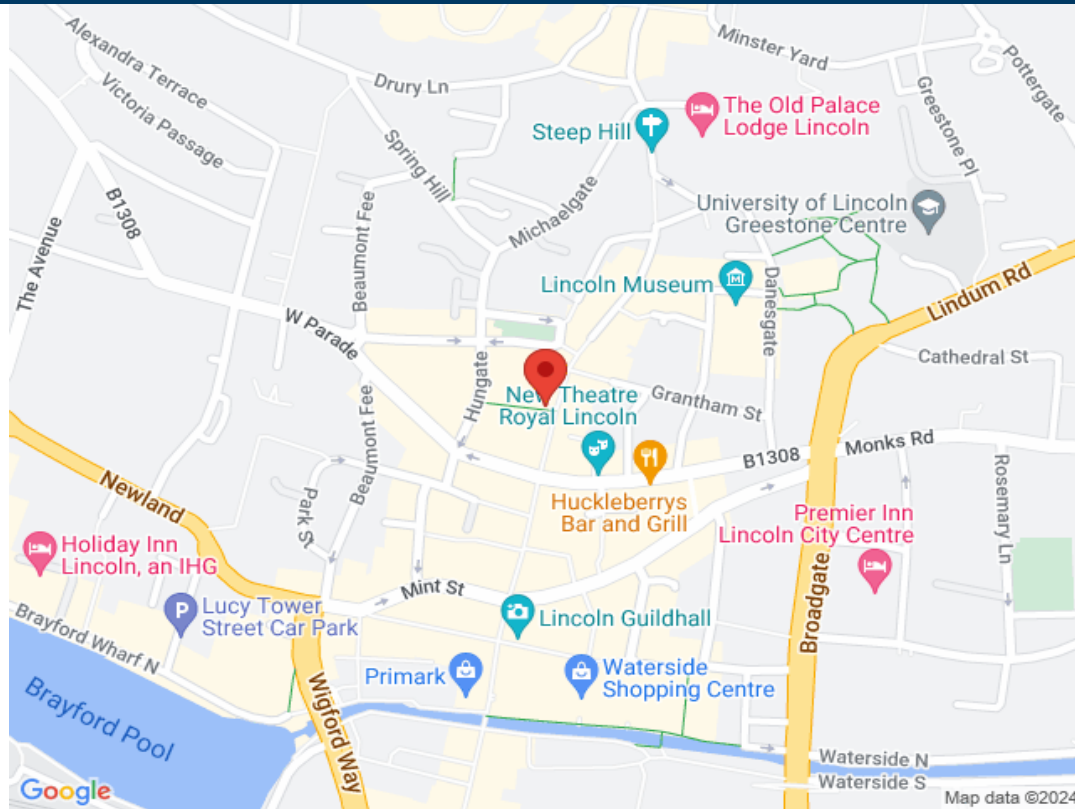 Alexandra Terrace
Victoria Passage
Drury Ln
Minster Yard
Pottergate
Greestone Pl
The Old Palace
Lodge Lincoln
Steep Hill
Spring Hill
Michaelgate
University of Lincoln
Greestone Centre
B1308
The Avenue
Beaumont Fee
Lincoln Museum
Danesgate
Lindum Rd
W Parade
Hungate
Cathedral St
New Theatre
Royal Lincoln
Grantham St
Beaumont Fee
B1308
Monks Rd
Newland
Park St
Huckleberrys
Bar and Grill
Premier Inn
Lincoln City Centre
Rosemary Ln
Holiday Inn
Lincoln, an IHG
Mint St
Broadgate
P
Lucy Tower
Street Car Park
Lincoln Guildhall
Brayford Wharf N
Primark
Waterside
Shopping Centre
Brayford Pool
Wigford Way
Waterside N
Waterside S
Google
Map data ©2024